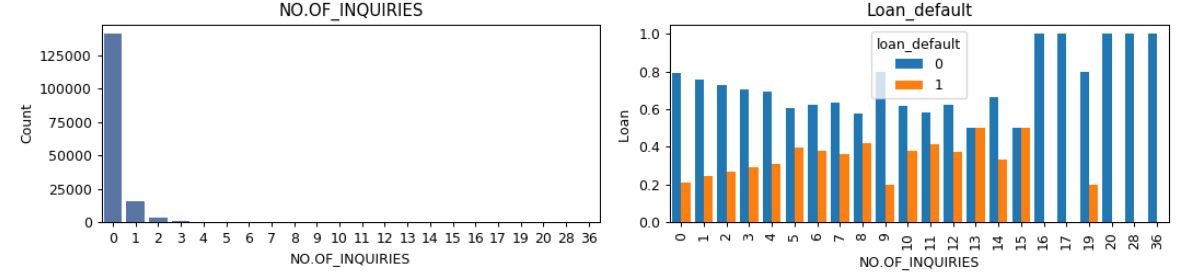 NO.OF_INQUIRIES
Count
125000
100000
75000
50000
25000
0
0 1 2 3 4 5 6 7 8 9 10 11 12 13 14 15 16 17 19 20 28 36
NO.OF_INQUIRIES
Loan_default
Loan
1.0
0.8
0.6
0.4
0.2
0.0
loan_default
0
1
0 1 2 3 4 5 6 7 8 9 10 11 12 13 14 15 16 17 19 20 28 36
NO.OF_INQUIRIES